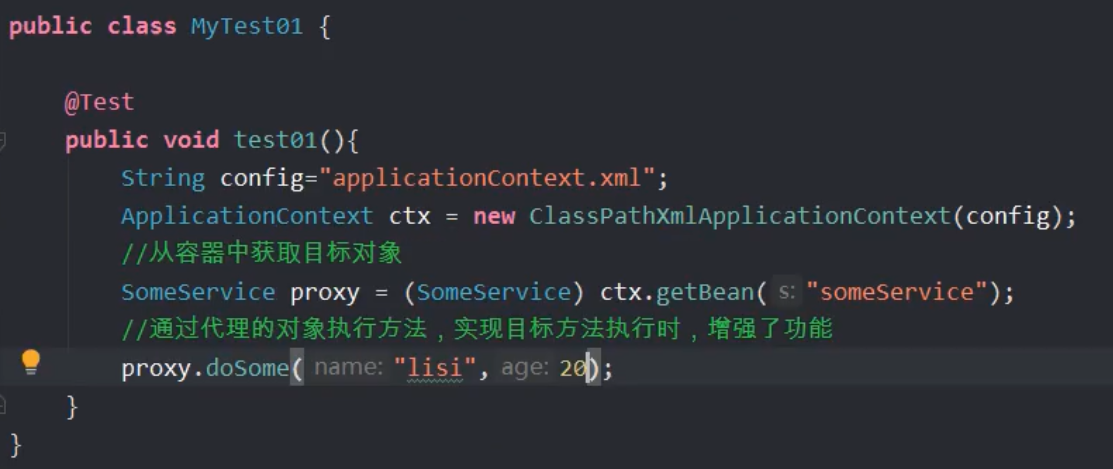 public class MyTest01 {
@Test
public void test01(){
String config="applicationContext.xml";
ApplicationContext ctx = new ClassPathXmlApplicationContext(config);
//从容器中获取目标对象
SomeService proxy = (SomeService) ctx.getBean( s: "someService");
//通过代理的对象执行方法，实现目标方法执行时，增强了功能
proxy.doSome( name: "lisi", age: 20);
}
}